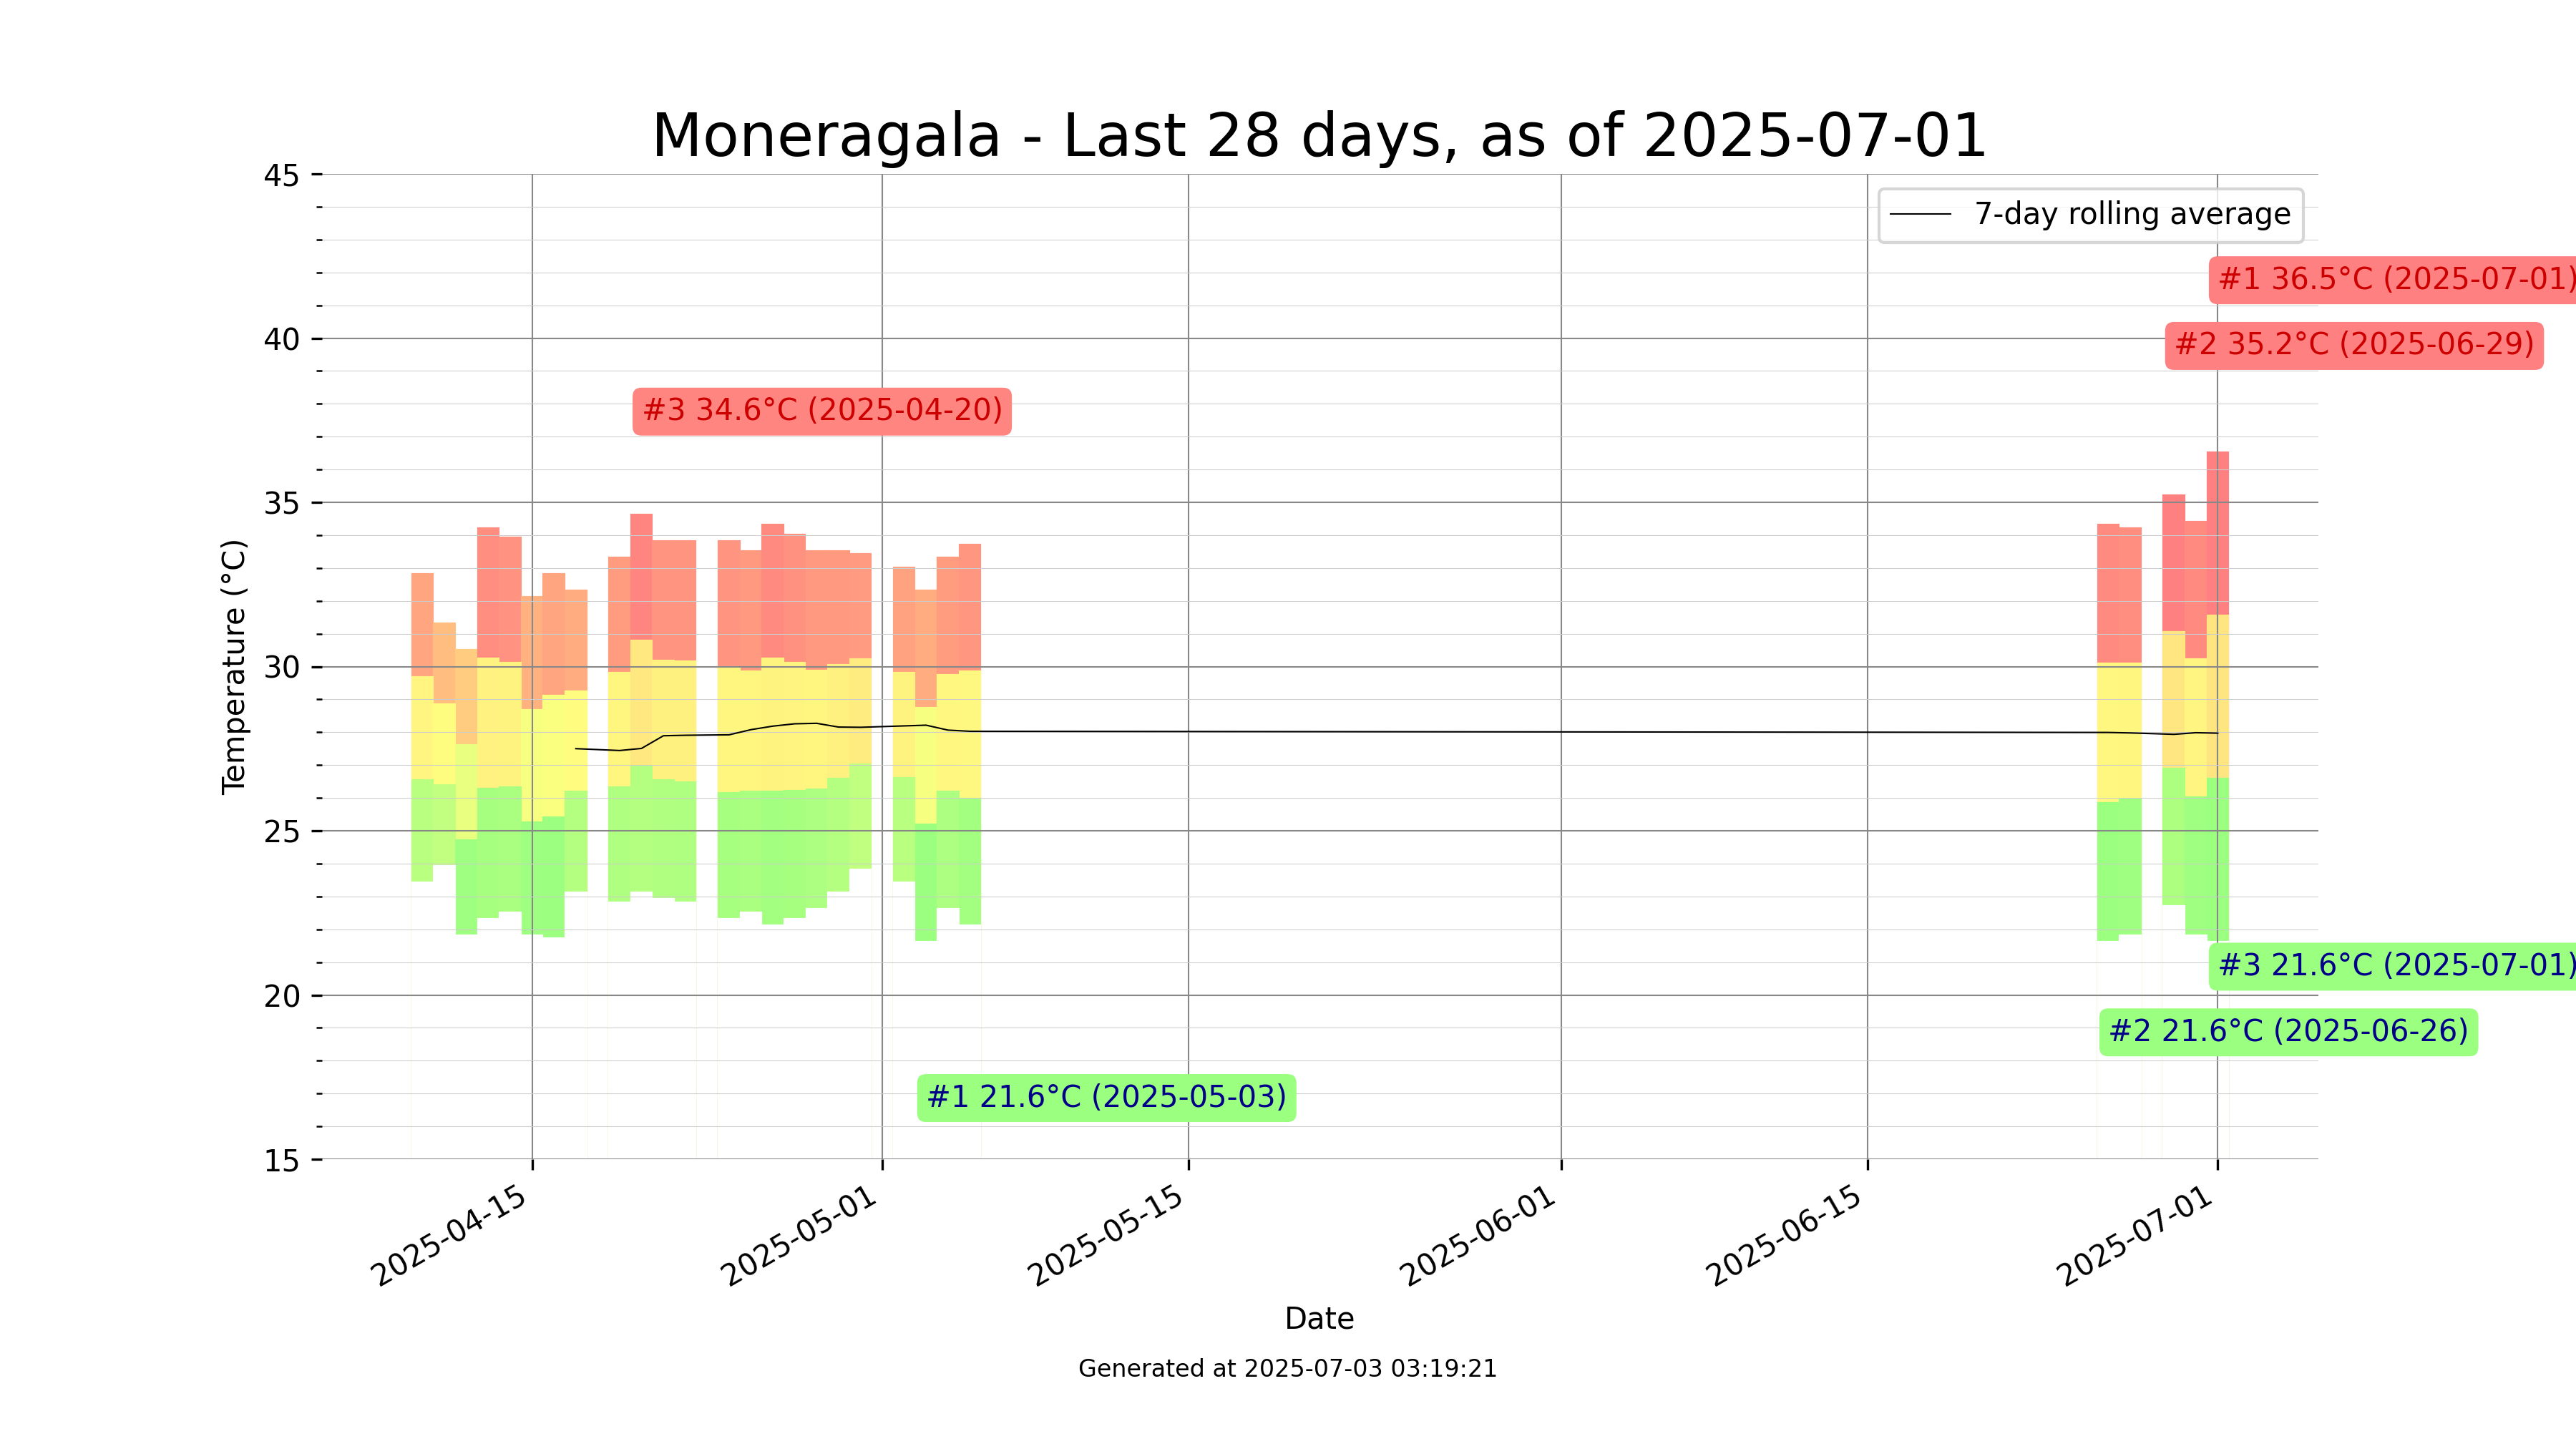 Moneragala - Last 28 days, as of 2025-07-01
45
40
35
30
25
20
15
Temperature (°C)
7-day rolling average
#1 36.5°C (2025-07-01)
#2 35.2°C (2025-06-29)
#3 34.6°C (2025-04-20)
#3 21.6°C (2025-07-01)
#2 21.6°C (2025-06-26)
#1 21.6°C (2025-05-03)
2025-04-15
2025-05-01
2025-05-15
2025-06-01
2025-06-15
2025-07-01
Date
Generated at 2025-07-03 03:19:21